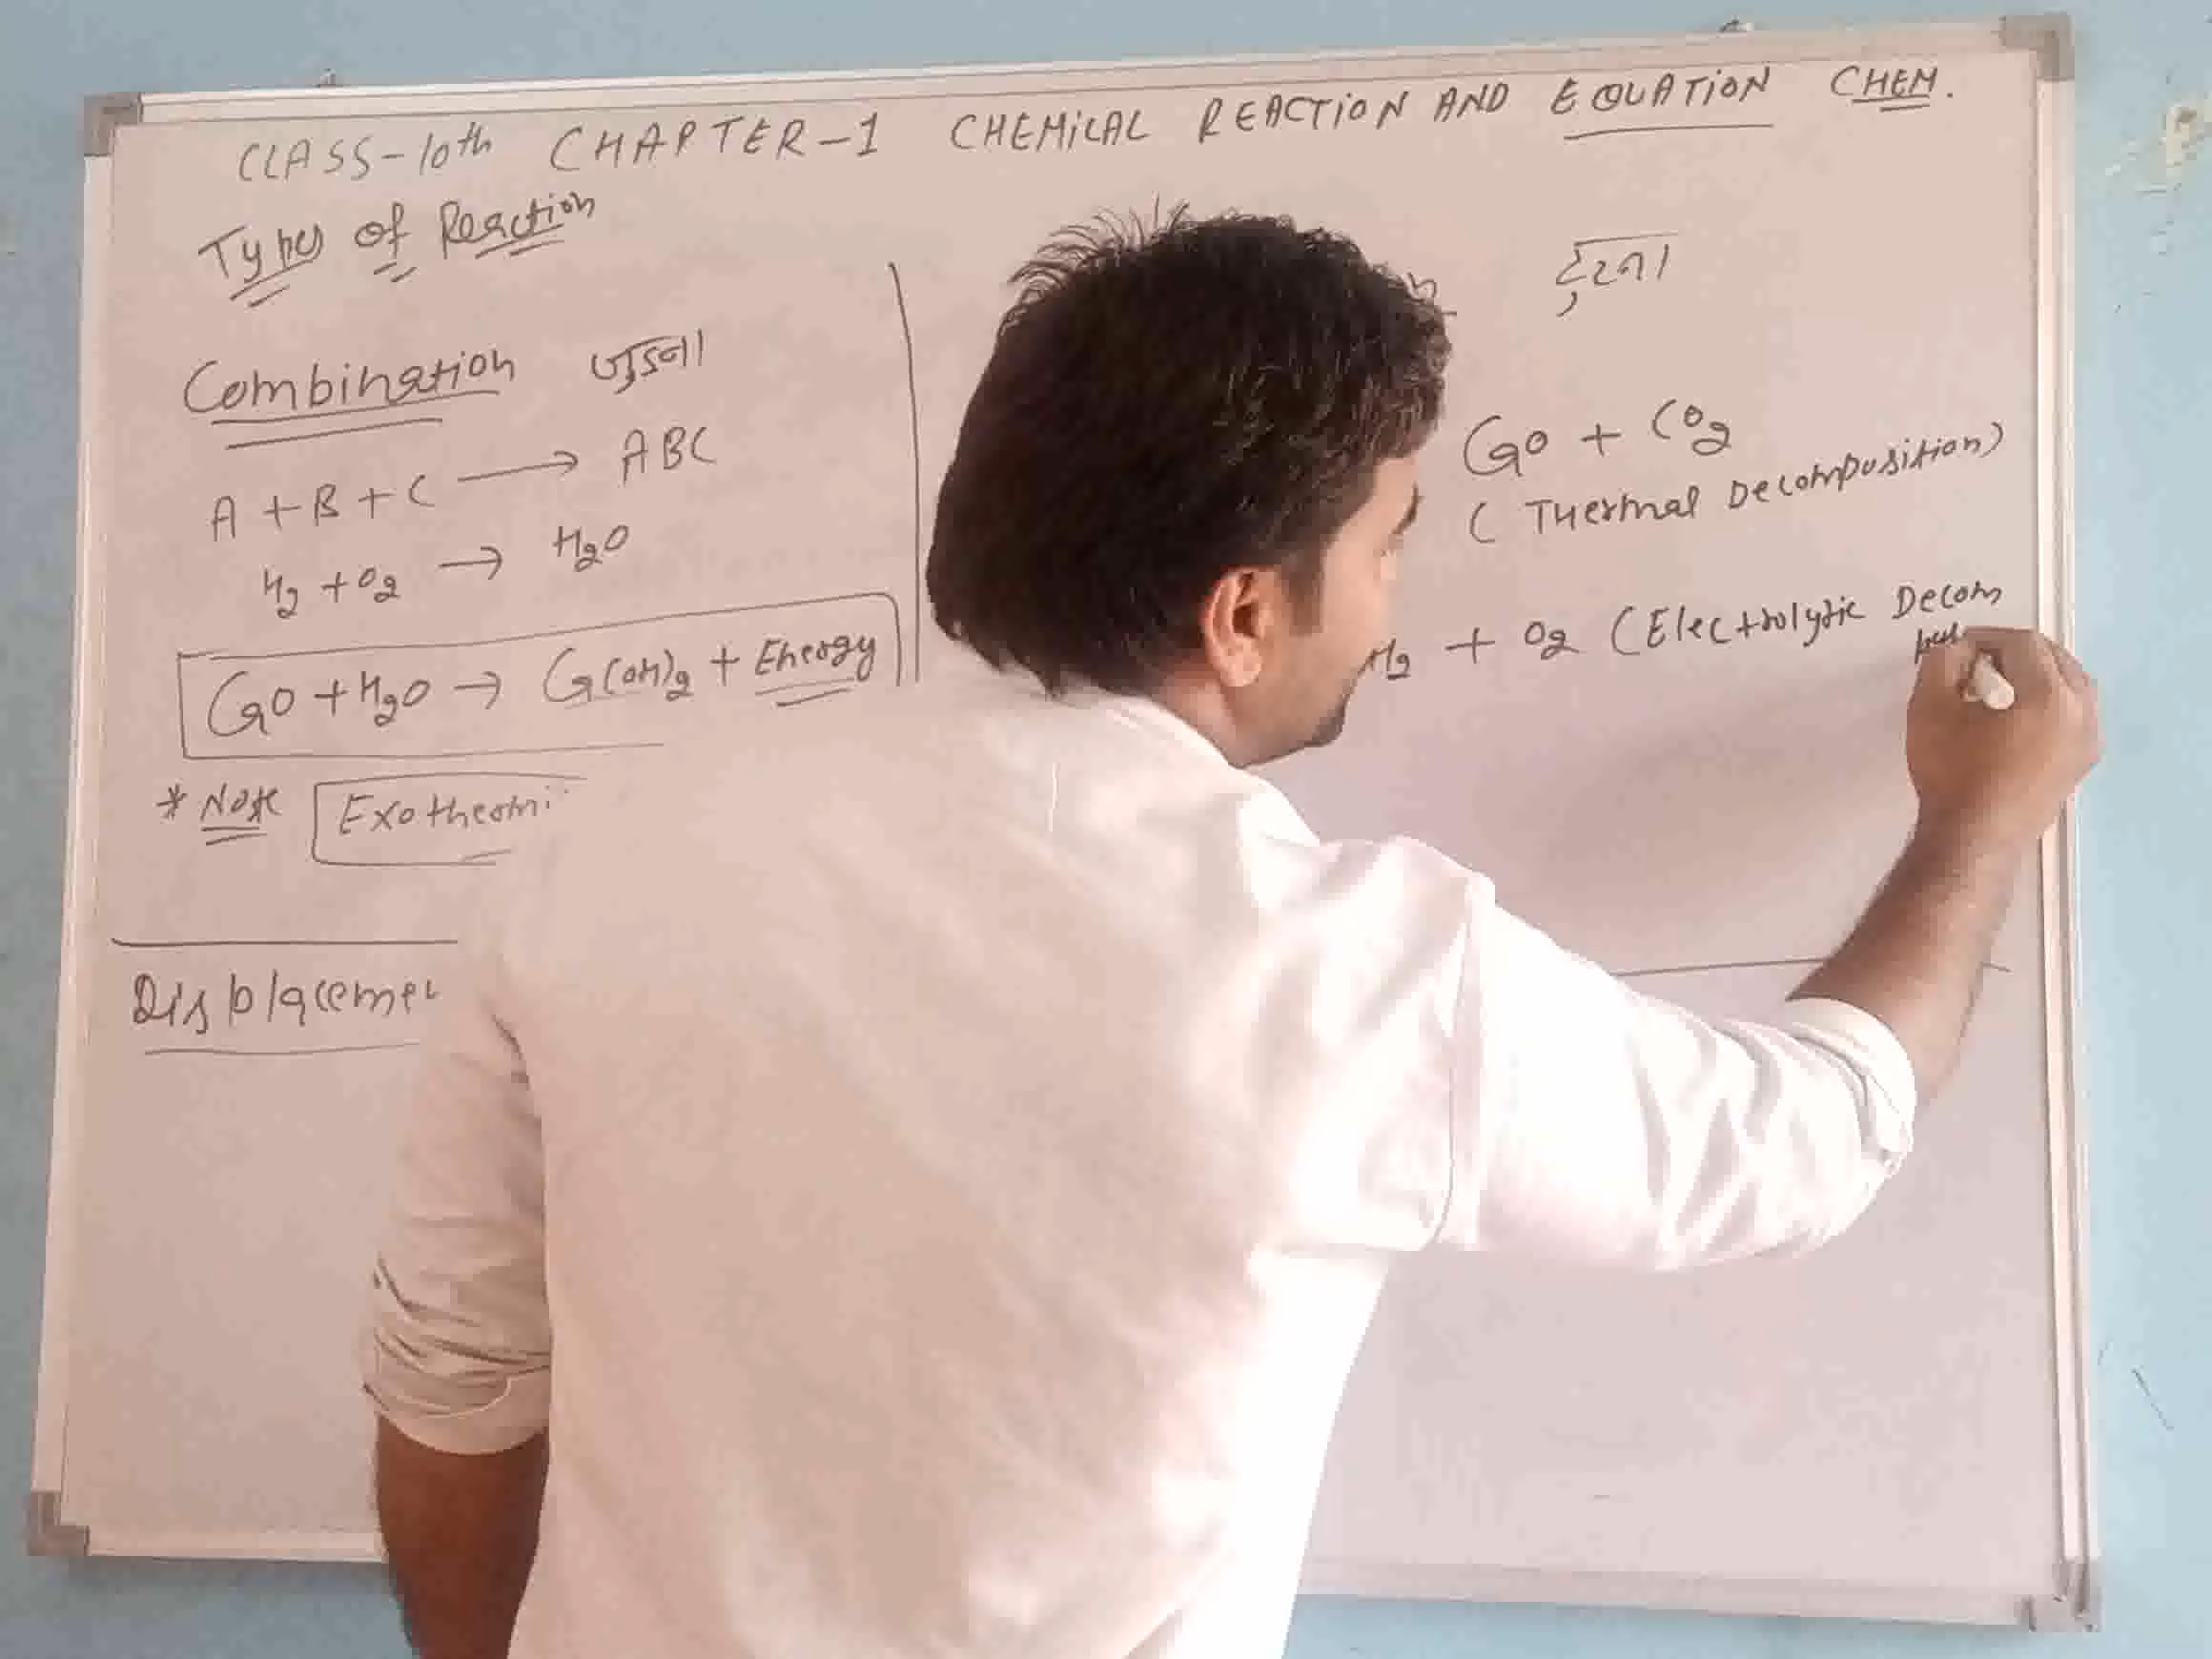 CLASS-10th CHAPTER-1 CHEMICAL REACTION AND EQUATION CHEM.
Types of Reaction
Combination जुडना
A + B + C → ABC
H2 + O2 → H2O
CaO + H2O → Ca(OH)2 + Energy
* Note Exothermi
Displacemen
टुटना
CaO + CO2
(Thermal Decomposition)
H2 + O2 (Electrolytic Decom